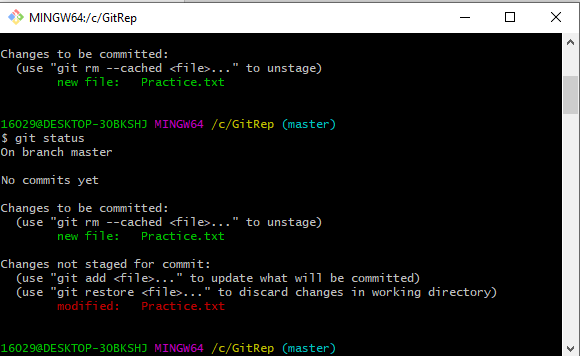 MINGW64:/c/GitRep
Changes to be committed:
  (use "git rm --cached <file>..." to unstage)
        new file:   Practice.txt
16029@DESKTOP-3OBKSHJ MINGW64 /c/GitRep (master)
$ git status
On branch master
No commits yet
Changes to be committed:
  (use "git rm --cached <file>..." to unstage)
        new file:   Practice.txt
Changes not staged for commit:
  (use "git add <file>..." to update what will be committed)
  (use "git restore <file>..." to discard changes in working directory)
        modified:   Practice.txt
16029@DESKTOP-3OBKSHJ MINGW64 /c/GitRep (master)